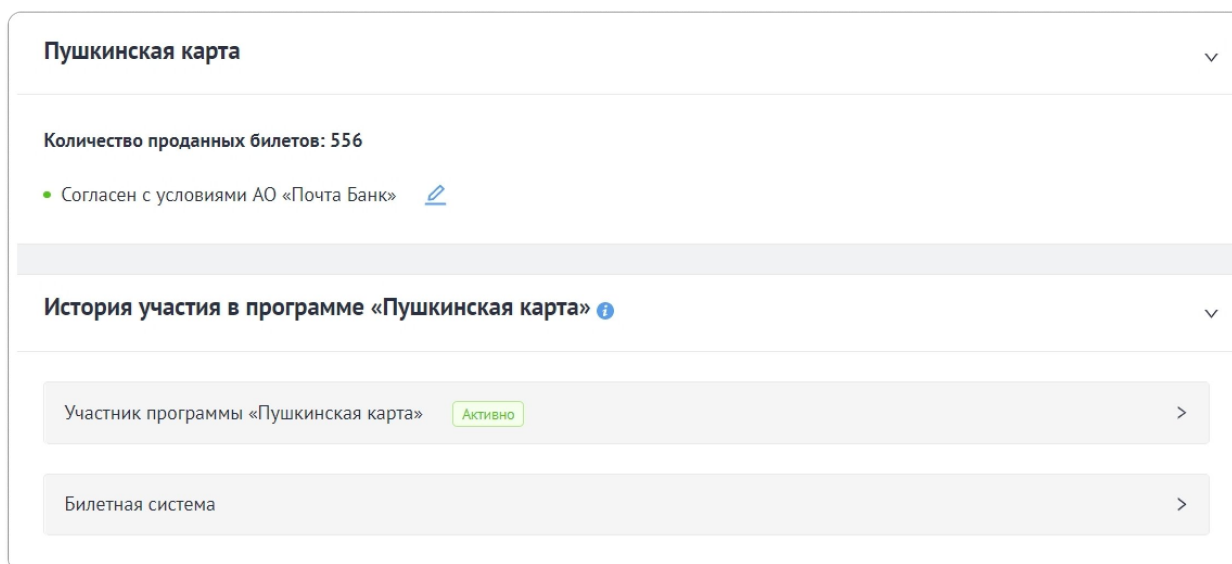 Пушкинская карта
Количество проданных билетов: 556
Согласен с условиями АО «Почта Банк»
История участия в программе «Пушкинская карта»
Участник программы «Пушкинская карта» Активно
Билетная система